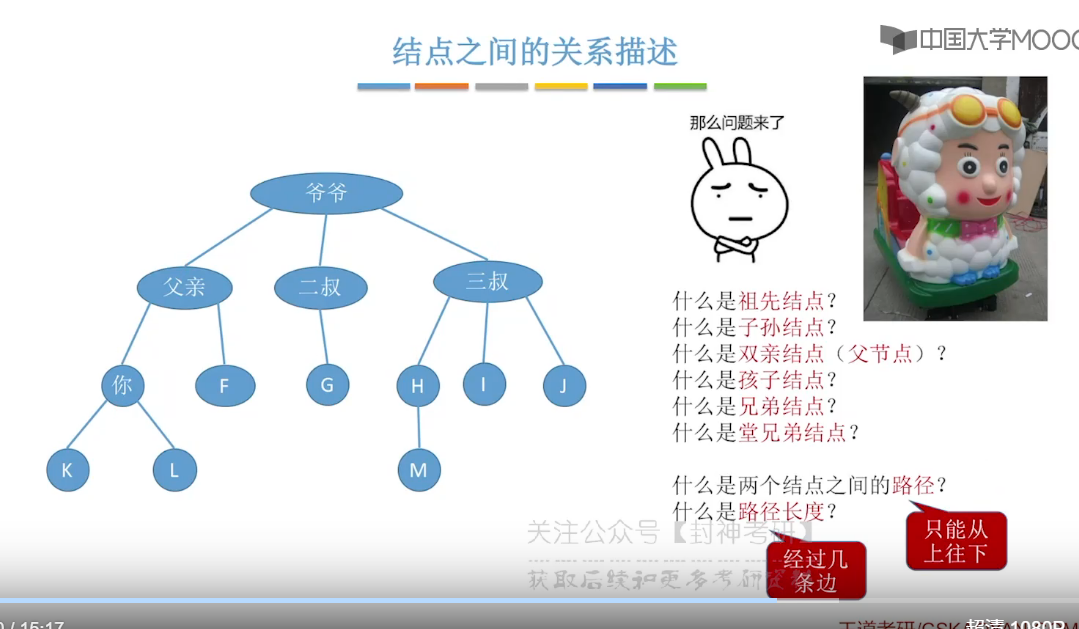 中国大学MOOC
结点之间的关系描述
那么问题来了
爷爷
父亲
二叔
三叔
你
F
G
H
I
J
K
L
M
什么是祖先结点?
什么是子孙结点?
什么是双亲结点（父节点）?
什么是孩子结点?
什么是兄弟结点?
什么是堂兄弟结点?
什么是两个结点之间的路径?
什么是路径长度?
只能从
上往下
经过几
条边
关注公众号【封神考研】
获取后续和更多考研资料
/ 15:17
王道考研/CSKA
超清 1080P